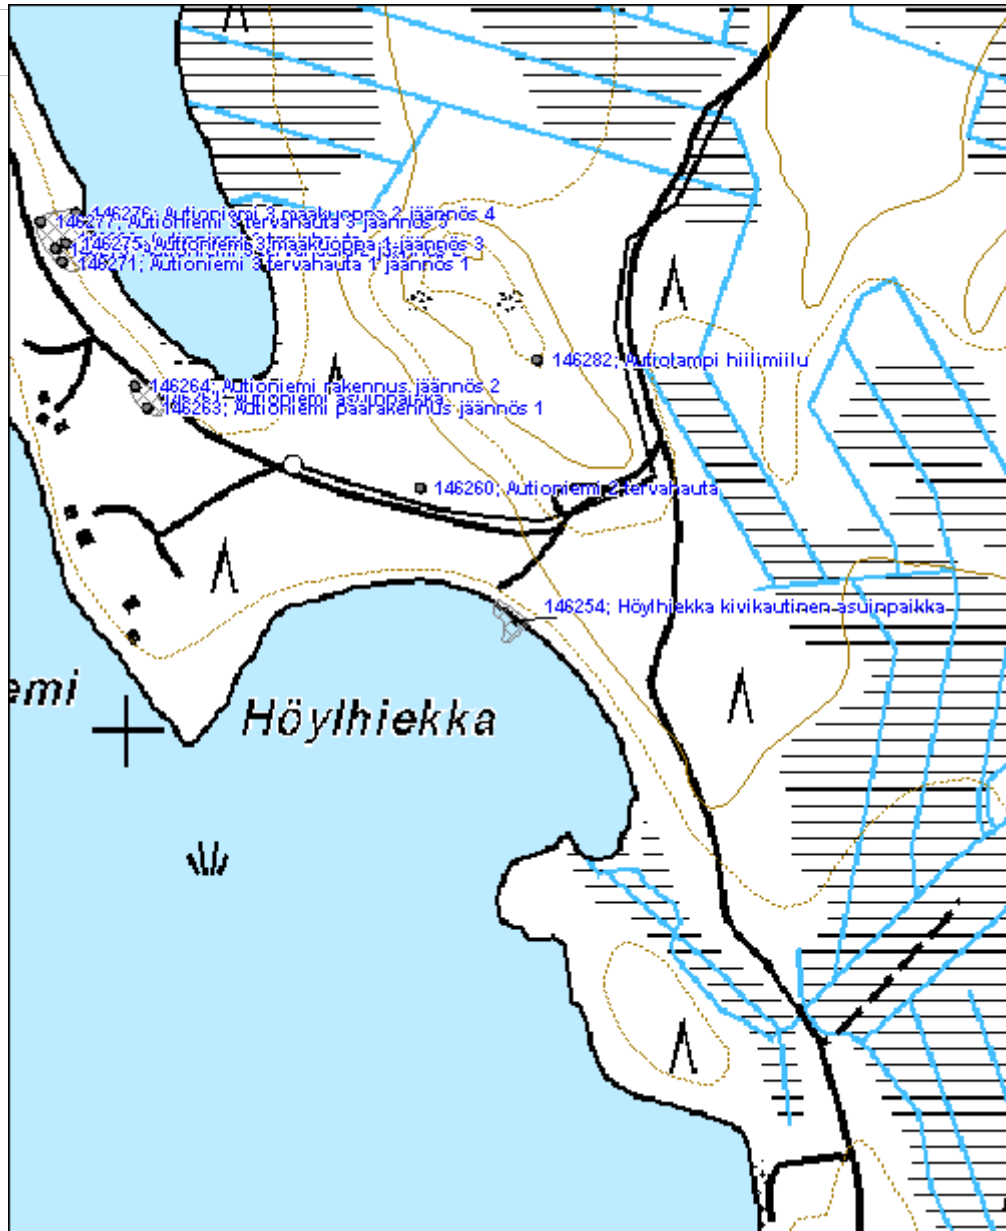 146276; Autioniemi 3 maakuoppa 2 jäännös 4
146277; Autioniemi 3 tervahauta 3 jäännös 5
146275; Autioniemi 3 maakuoppa 1 jäännös 3
146271; Autioniemi 3 tervahauta 1 jäännös 1
146282; Autiolampi hiilimiilu
146264; Autioniemi rakennus jäännös 2
Autioniemi asuinpaikka
146263; Autioniemi päärakennus jäännös 1
146260; Autioniemi 2 tervahauta
146254; Höylhiekka kivikautinen asuinpaikka
emi
Höylhiekka